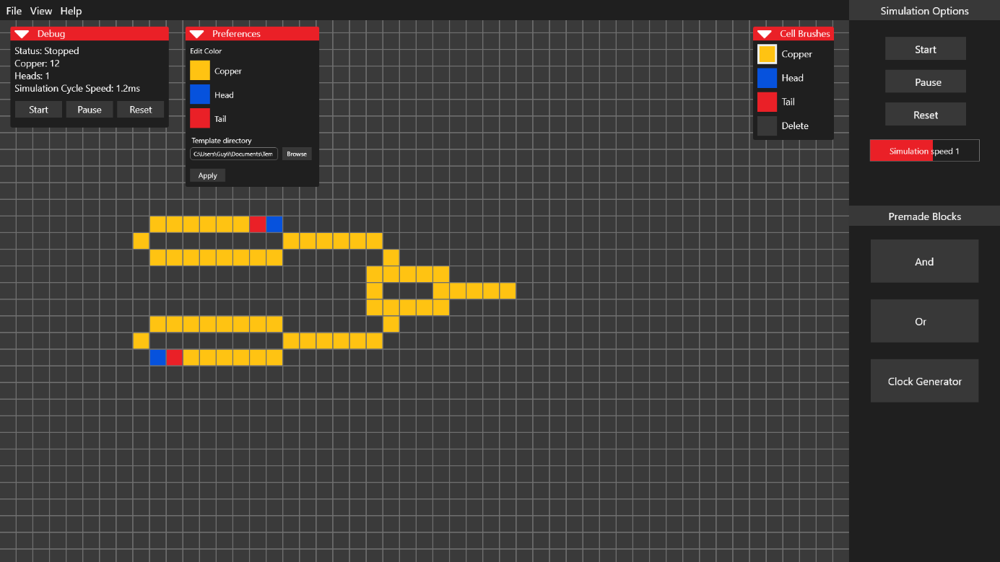 File View Help
Debug
Status: Stopped
Copper: 12
Heads: 1
Simulation Cycle Speed: 1.2ms
Start Pause Reset
Preferences
Edit Color
Copper
Head
Tail
Template directory
C:\Users\Guyli\Documents\Tem Browse
Apply
Cell Brushes
Copper
Head
Tail
Delete
Simulation Options
Start
Pause
Reset
Simulation speed 1
Premade Blocks
And
Or
Clock Generator